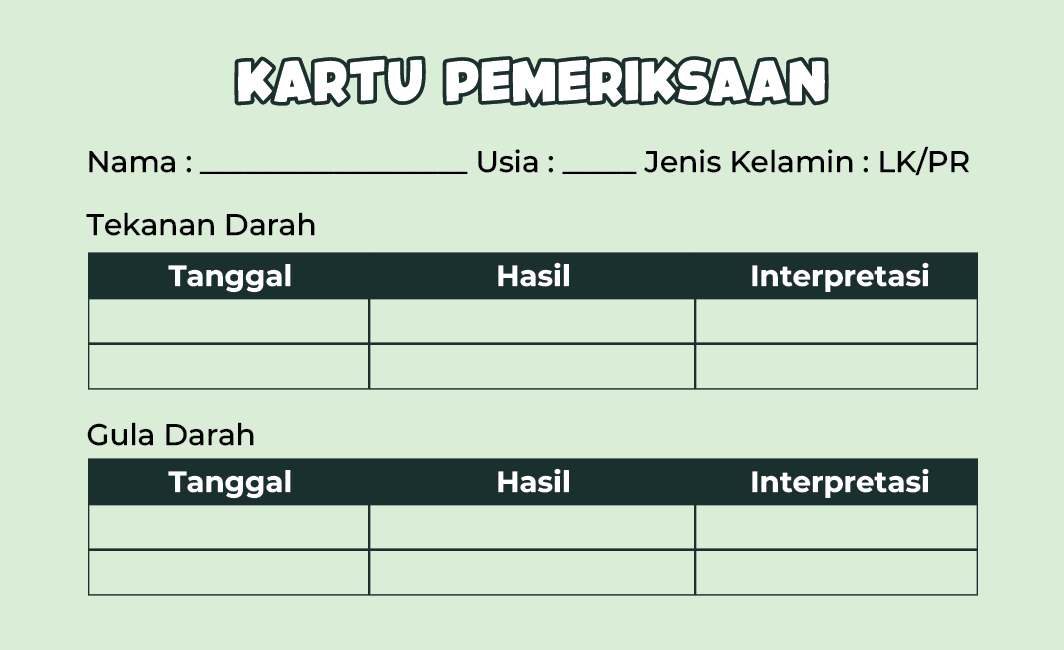 KARTU PEMERIKSAAN
Nama : __________________ Usia : _____ Jenis Kelamin : LK/PR
Tekanan Darah
Tanggal Hasil Interpretasi
Gula Darah
Tanggal Hasil Interpretasi